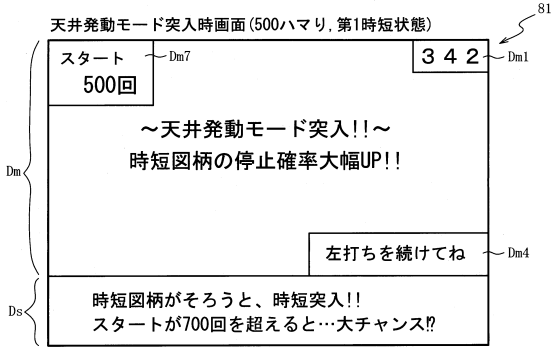 天井発動モード突入時画面(500ハマり,第1時短状態)
81
スタート
500回
Dm7
３４２
Dm1
～天井発動モード突入!!～
時短図柄の停止確率大幅UP!!
Dm
左打ちを続けてね
Dm4
Ds
時短図柄がそろうと、時短突入!!
スタートが700回を超えると…大チャンス!?